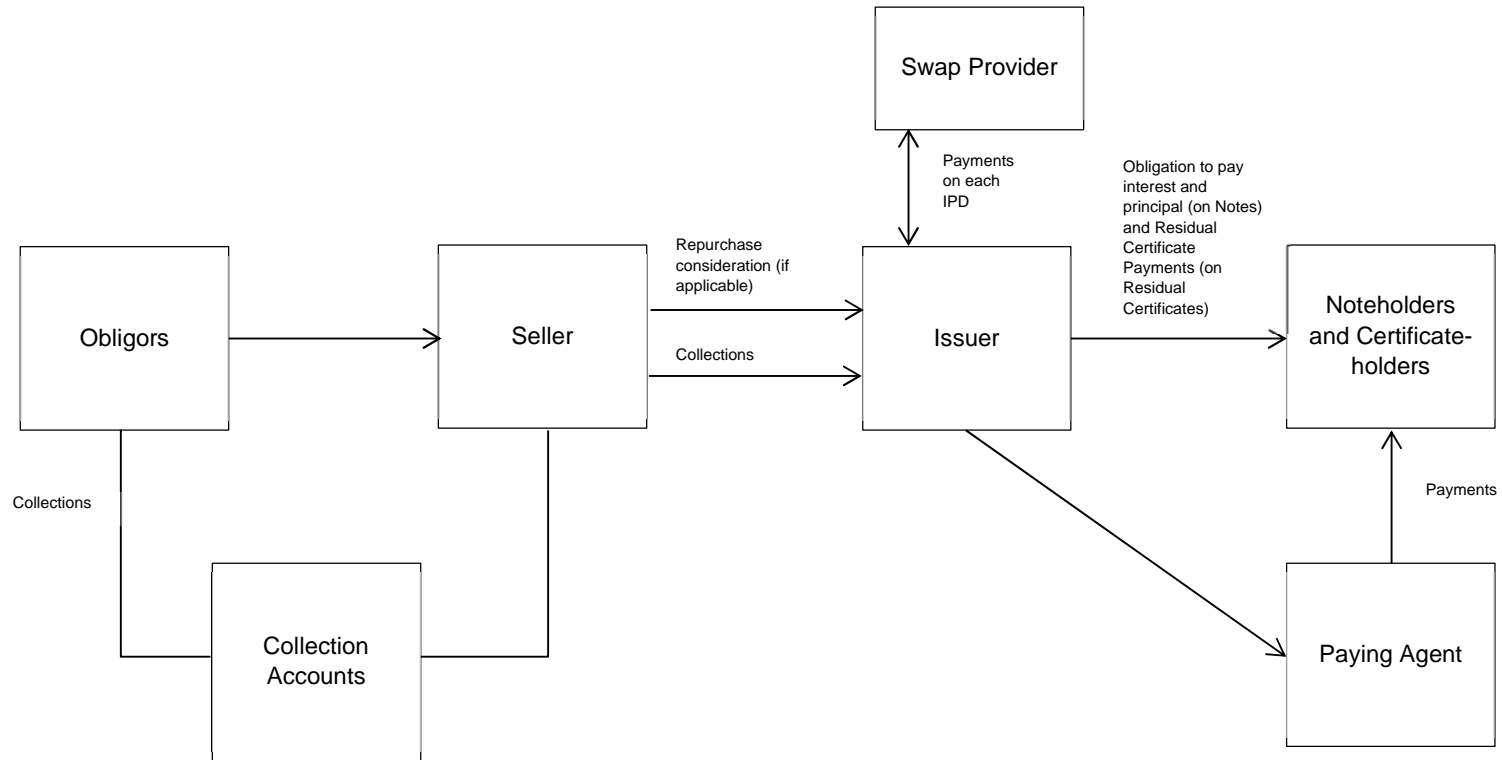 Swap Provider
Payments
on each
IPD
Obligation to pay
interest and
principal (on Notes)
and Residual
Certificate
Payments (on
Residual
Certificates)
Repurchase
consideration (if
applicable)
Obligors
Seller
Issuer
Noteholders
and Certificate-
holders
Collections
Collections
Payments
Collection
Accounts
Paying Agent